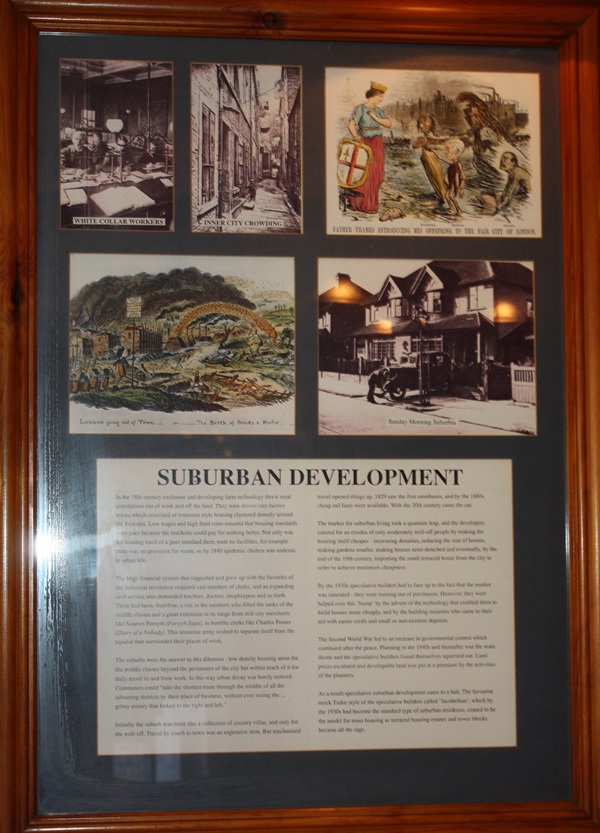 WHITE COLLAR WORKERS
INNER CITY CROWDING
FATHER THAMES INTRODUCING HIS OFFSPRING TO THE FAIR CITY OF LONDON.
London going out of Town. — or — The March of Bricks & Mortar
Sunday Morning Suburbia
SUBURBAN DEVELOPMENT
In the 18th century enclosure and developing farm technology threw rural
populations out of work and off the land. They were driven into factory
towns which consisted of tenement style housing clustered densely around
the factories. Low wages and high food costs ensured that housing standards
were poor because the residents could pay for nothing better. Not only was
the housing itself of a poor standard there were no facilities, for example
there was no provision for waste, so by 1840 epidemic cholera was endemic
to urban life.
The huge financial system that supported and grew up with the factories of
the industrial revolution required vast numbers of clerks, and an expanding
civil service also demanded teachers, doctors, shopkeepers and so forth.
There had been, therefore, a rise in the numbers who filled the ranks of the
middle classes and a great extension in its range from rich city merchants
like Soames Forsyth (Forsyth Saga), to humble clerks like Charles Pooter
(Diary of a Nobody). This immense army wished to separate itself from the
squalor that surrounded their places of work.
The suburbs were the answer to this dilemma - low density housing areas for
the middle classes beyond the perimeters of the city but within reach of it for
daily travel to and from work. In this way urban decay was barely noticed.
Commuters could "take the shortest route through the middle of all the
labouring districts to their place of business, without ever seeing the ...
grimy misery that lurked to the right and left."
Initially the suburb was more like a collection of country villas, and only for
the well-off. Travel by coach to town was an expensive item. But mechanised
travel opened things up. 1829 saw the first omnibuses, and by the 1860s
cheap rail fares were available. With the 20th century came the car.
The market for suburban living took a quantum leap, and the developers
catered for an exodus of only moderately well-off people by making the
housing itself cheaper - increasing densities, reducing the size of houses,
making gardens smaller, making houses semi-detached and eventually, by the
end of the 19th century, importing the small terraced house from the city in
order to achieve maximum cheapness.
By the 1930s speculative builders had to face up to the fact that the market
was saturated - they were running out of purchasers. However, they were
helped over this 'hump' by the advent of the technology that enabled them to
build houses more cheaply, and by the building societies who came to their
aid with easier credit and small or non-existent deposits.
The Second World War led to an increase in governmental control which
continued after the peace. Planning in the 1940s and thereafter was the main
theme and the speculative builders found themselves squeezed out. Land
prices escalated and developable land was put at a premium by the activities
of the planners.
As a result speculative suburban development came to a halt. The favourite
mock Tudor style of the speculative builders called 'Jacobethan', which by
the 1930s had become the standard type of suburban residence, ceased to be
the model for mass housing as terraced housing estates and tower blocks
became all the rage.